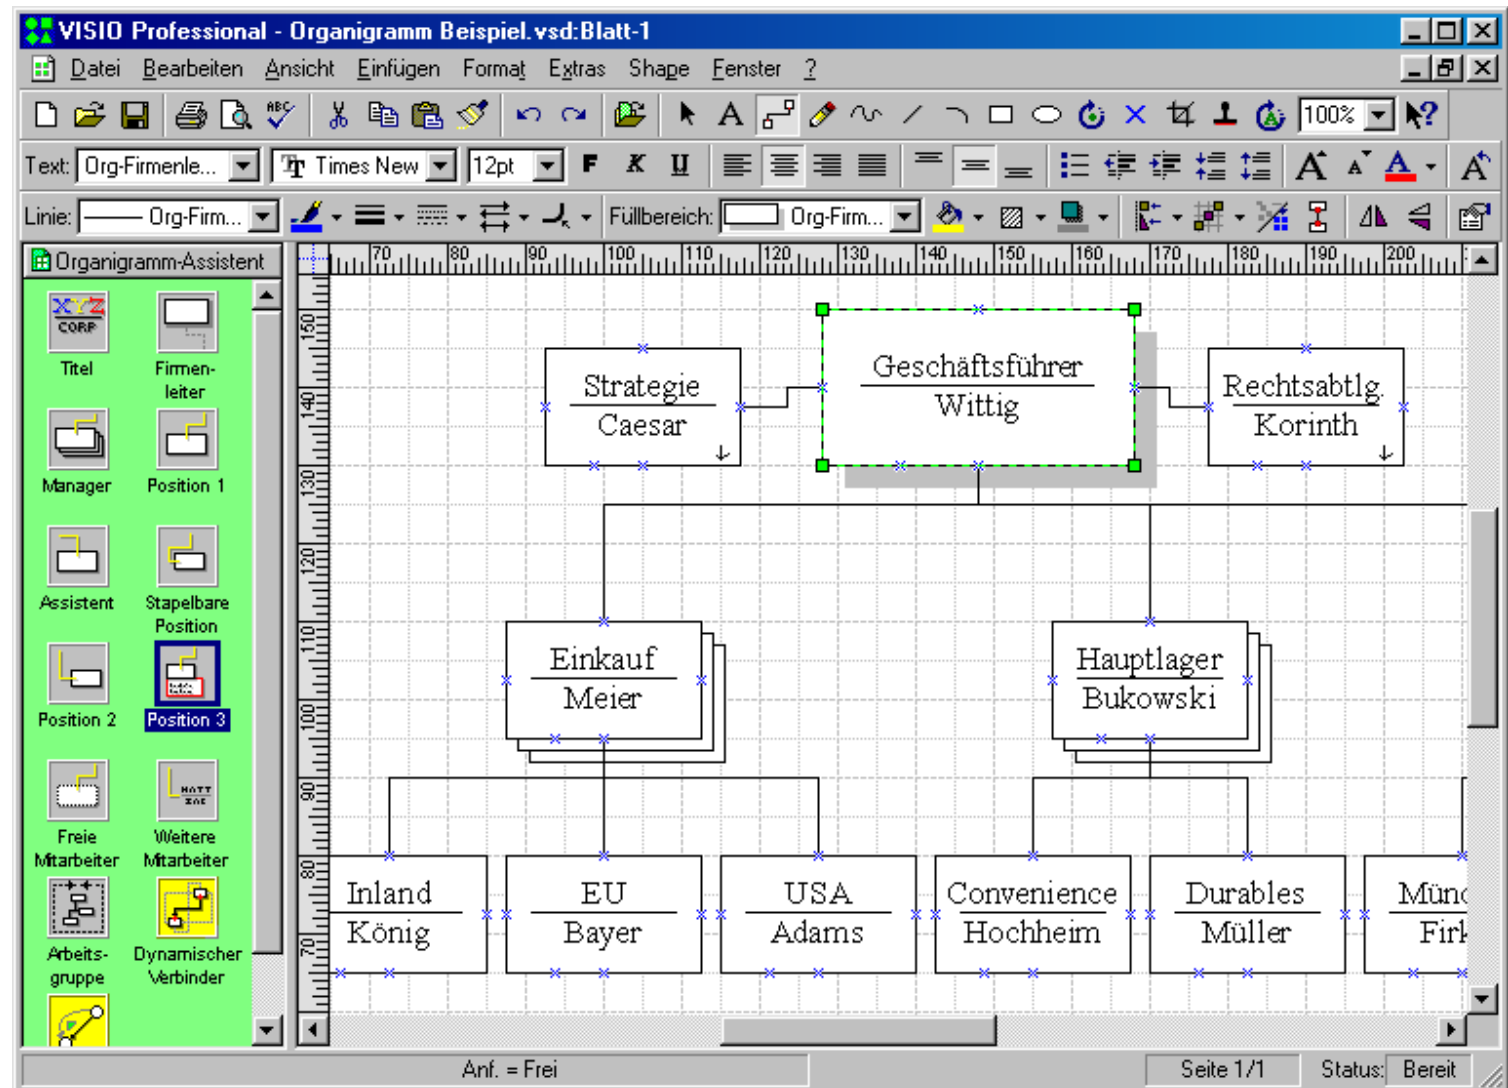 VISIO Professional - Organigramm Beispiel.vsd:Blatt-1
Datei Bearbeiten Ansicht Einfügen Format Extras Shape Fenster ?
ABC A 100% ?
Text: Org-Firmenle... Times New 12pt F K U A A A A
Linie: Org-Firm... Füllbereich: Org-Firm...
Organigramm-Assistent
XYZ
CORP
Titel
Firmen-
leiter
Manager
Position 1
Assistent
Stapelbare
Position
Position 2
Position 3
Freie
Mitarbeiter
Weitere
Mitarbeiter
Arbeits-
gruppe
Dynamischer
Verbinder
70 80 90 100 110 120 130 140 150 160 170 180 190 200
150
140
130
120
110
100
90
80
70
Geschäftsführer
Wittig
Strategie
Caesar
Rechtsabtlg.
Korinth
Einkauf
Meier
Hauptlager
Bukowski
Inland
König
EU
Bayer
USA
Adams
Convenience
Hochheim
Durables
Müller
Münc
Firk
Anf. = Frei
Seite 1/1
Status: Bereit